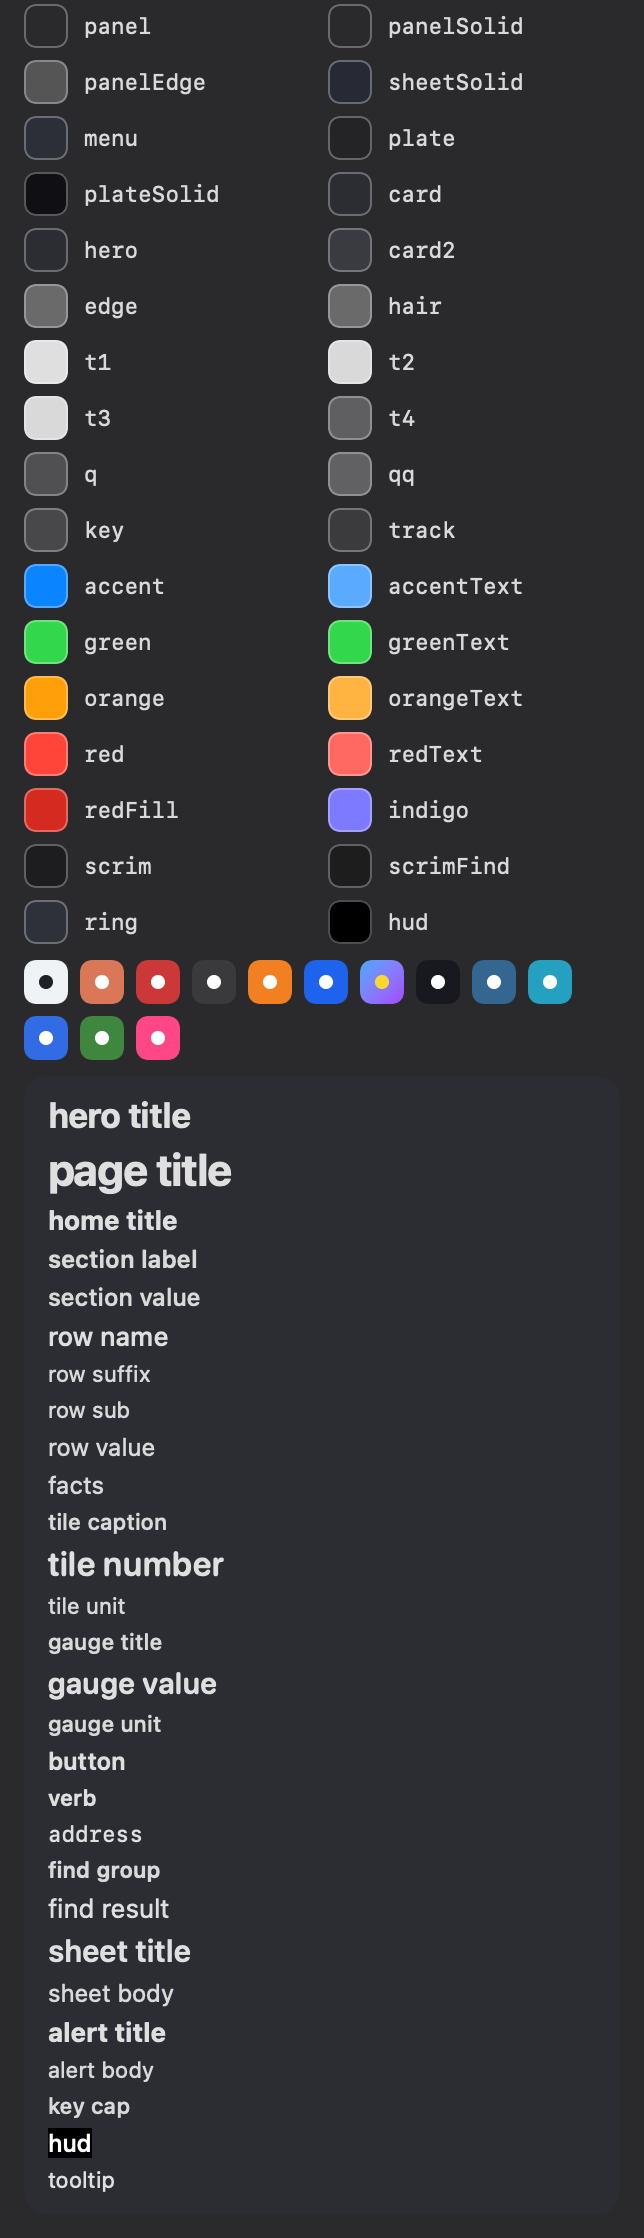 panel panelSolid
panelEdge sheetSolid
menu plate
plateSolid card
hero card2
edge hair
t1 t2
t3 t4
q qq
key track
accent accentText
green greenText
orange orangeText
red redText
redFill indigo
scrim scrimFind
ring hud
hero title
page title
home title
section label
section value
row name
row suffix
row sub
row value
facts
tile caption
tile number
tile unit
gauge title
gauge value
gauge unit
button
verb
address
find group
find result
sheet title
sheet body
alert title
alert body
key cap
hud
tooltip